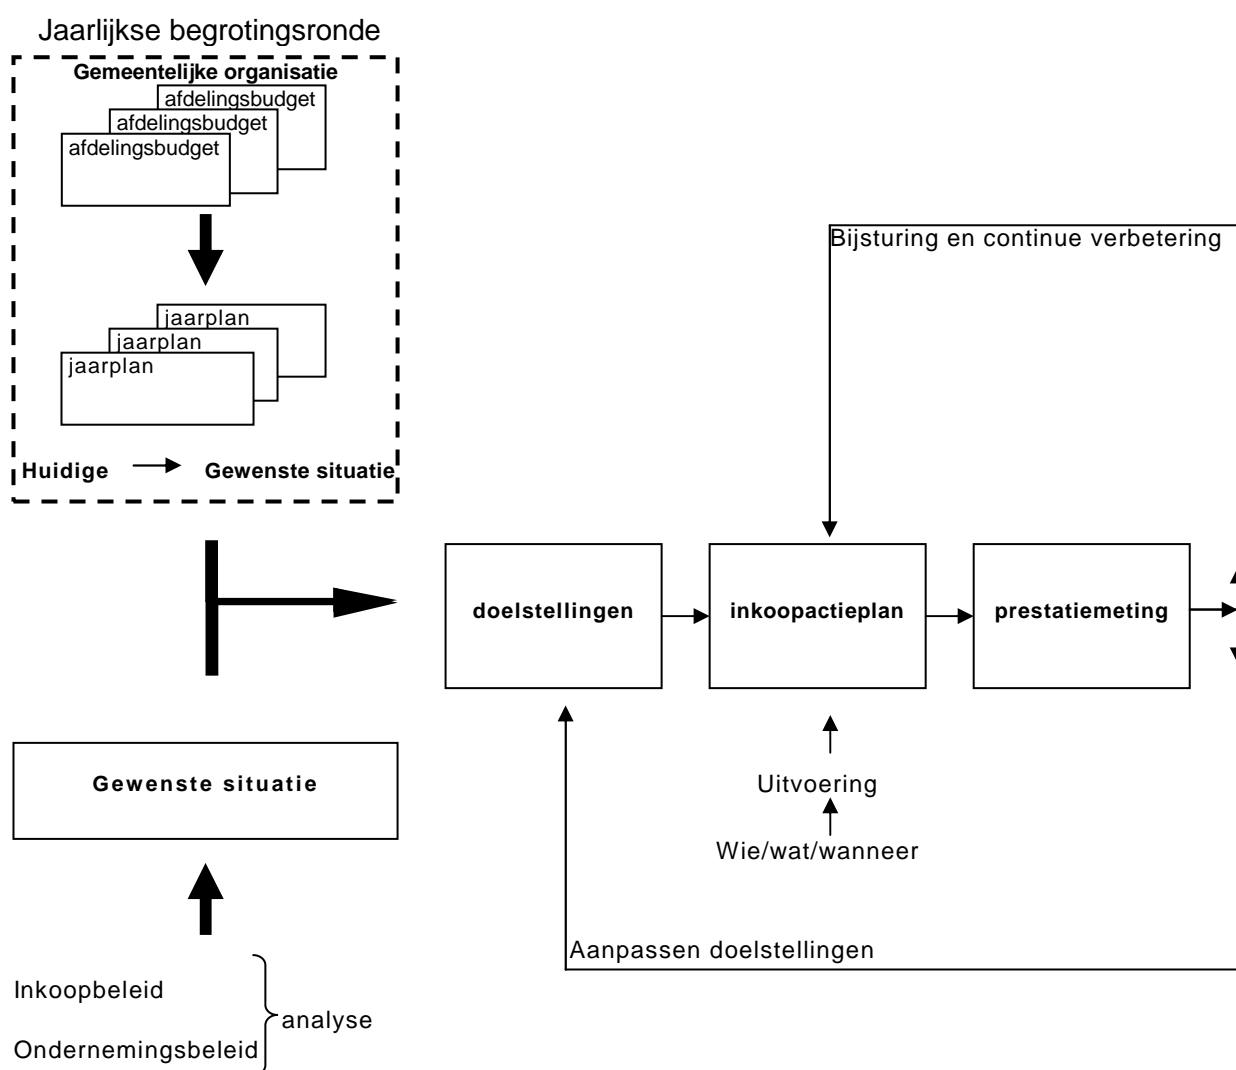 Jaarlijkse begrotingsronde
Gemeentelijke organisatie
afdelingsbudget
afdelingsbudget
afdelingsbudget
jaarplan
jaarplan
jaarplan
Huidige Gewenste situatie
Bijsturing en continue verbetering
doelstellingen
inkoopactieplan
prestatiemeting
Gewenste situatie
Uitvoering
Wie/wat/wanneer
Aanpassen doelstellingen
Inkoopbeleid
analyse
Ondernemingsbeleid